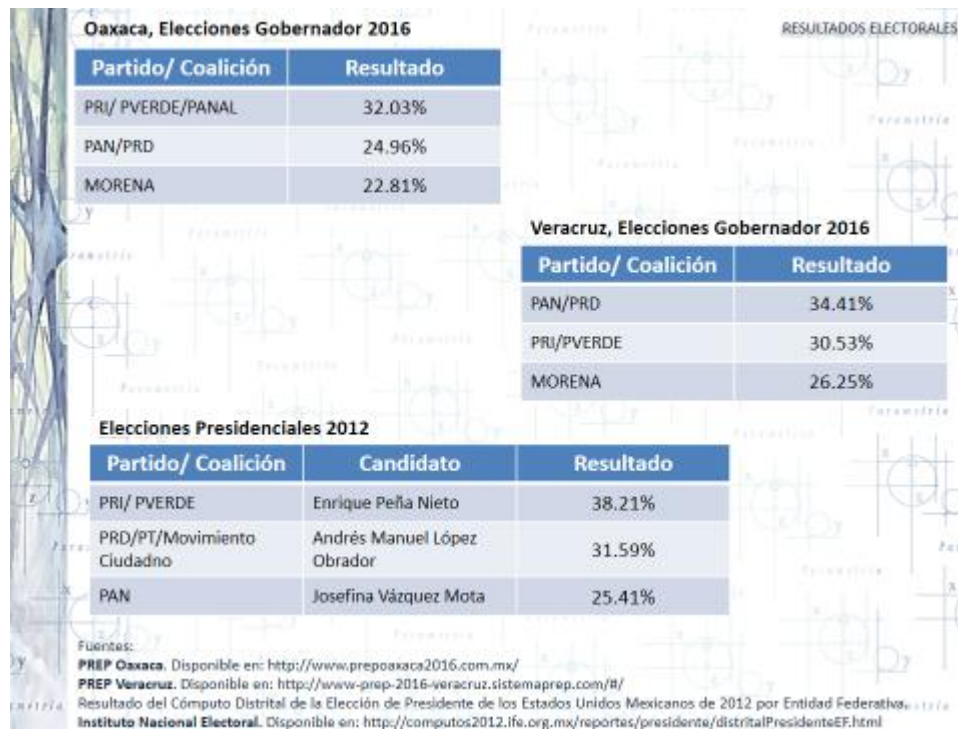 Oaxaca, Elecciones Gobernador 2016
RESULTADOS ELECTORALES
Partido/ Coalición Resultado
PRI/ PVERDE/PANAL 32.03%
PAN/PRD 24.96%
MORENA 22.81%
Veracruz, Elecciones Gobernador 2016
Partido/ Coalición Resultado
PAN/PRD 34.41%
PRI/PVERDE 30.53%
MORENA 26.25%
Elecciones Presidenciales 2012
Partido/ Coalición Candidato Resultado
PRI/ PVERDE Enrique Peña Nieto 38.21%
PRD/PT/Movimiento Andrés Manuel López
Ciudadno Obrador 31.59%
PAN Josefina Vázquez Mota 25.41%
Fuentes:
PREP Oaxaca. Disponible en: http://www.prepoaxaca2016.com.mx/
PREP Veracruz. Disponible en: http://www-prep-2016-veracruz.sistemaprep.com/#/
Resultado del Cómputo Distrital de la Elección de Presidente de los Estados Unidos Mexicanos de 2012 por Entidad Federativa.
Instituto Nacional Electoral. Disponible en: http://computos2012.ife.org.mx/reportes/presidente/distritalPresidenteEF.html